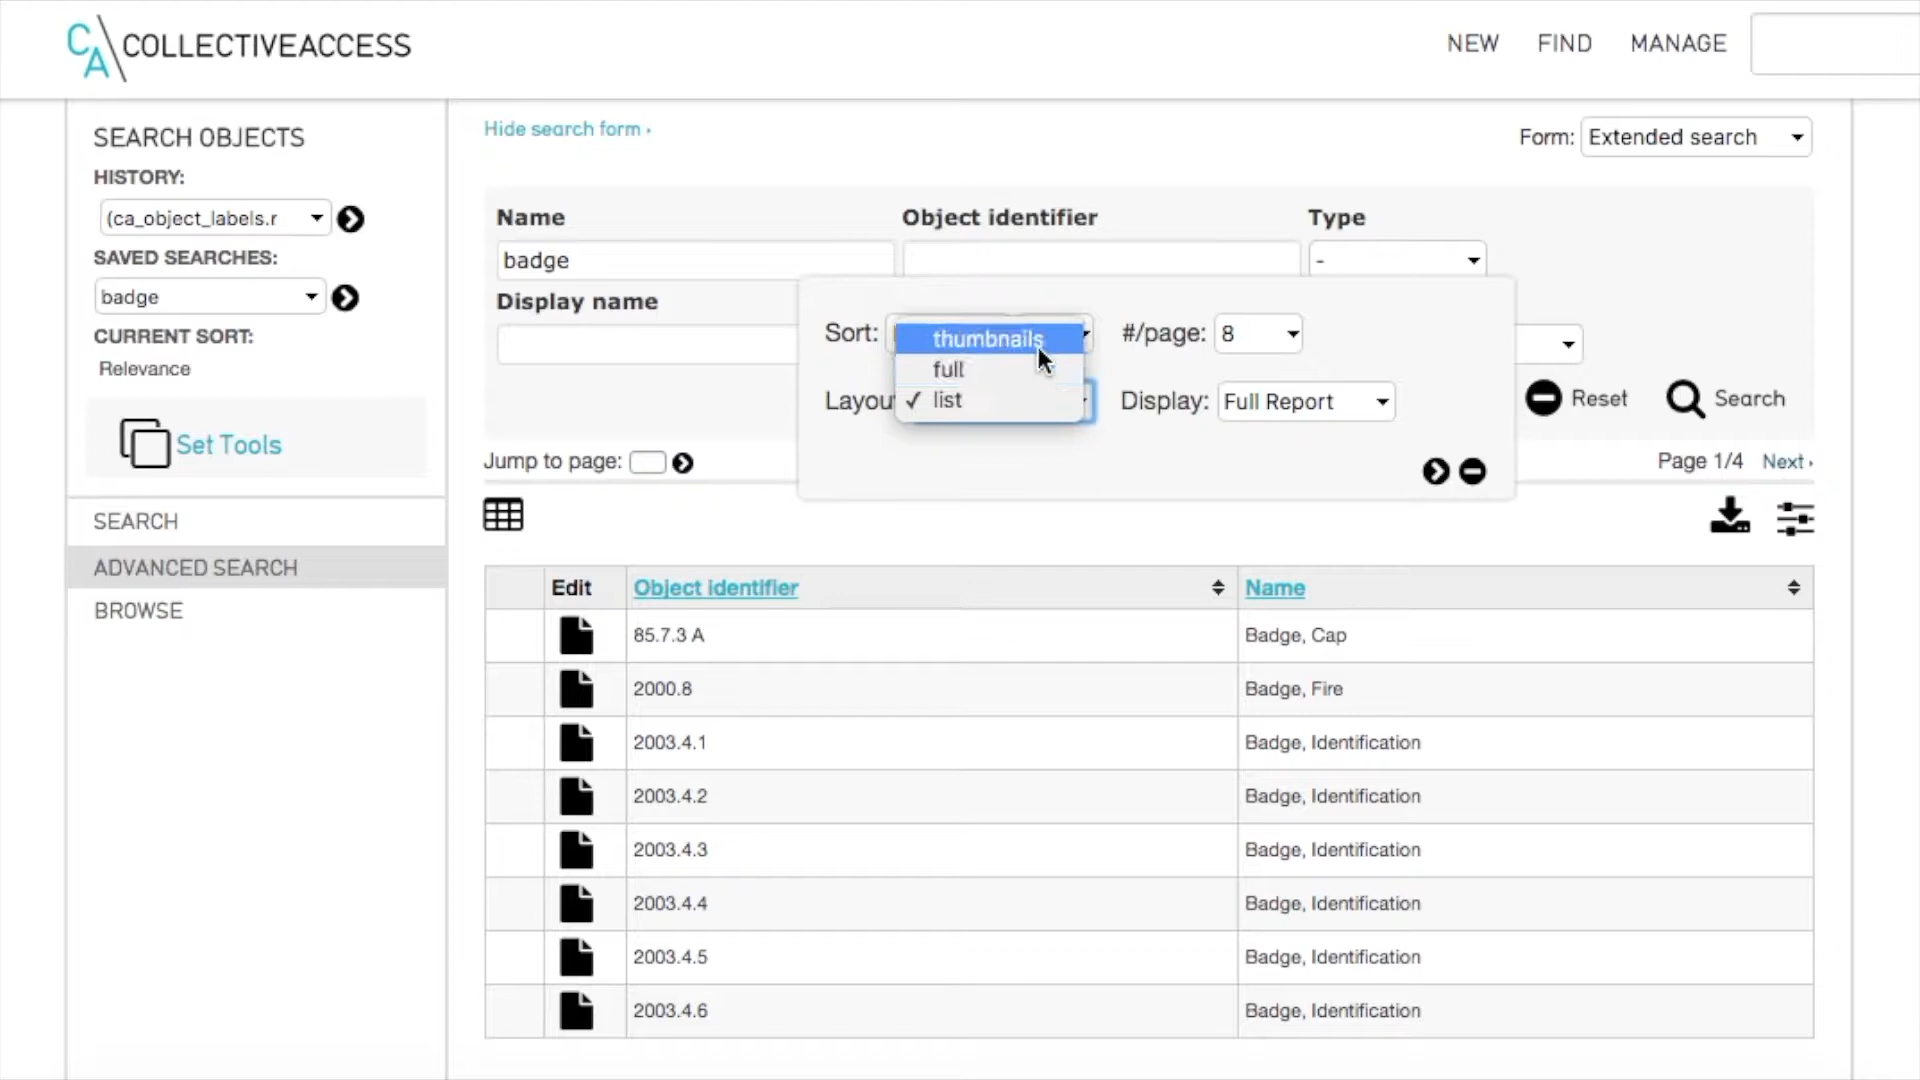 CA COLLECTIVEACCESS
NEW FIND MANAGE
SEARCH OBJECTS
HISTORY:
(ca_object_labels.r
SAVED SEARCHES:
badge
CURRENT SORT:
Relevance
Set Tools
SEARCH
ADVANCED SEARCH
BROWSE
Hide search form ›
Form: Extended search
Name Object identifier Type
badge -
Display name
Sort: #/page: 8
thumbnails
full
✓ list
Layou Display: Full Report
Reset Search
Jump to page: Page 1/4 Next ›
Edit Object identifier Name
85.7.3 A Badge, Cap
2000.8 Badge, Fire
2003.4.1 Badge, Identification
2003.4.2 Badge, Identification
2003.4.3 Badge, Identification
2003.4.4 Badge, Identification
2003.4.5 Badge, Identification
2003.4.6 Badge, Identification